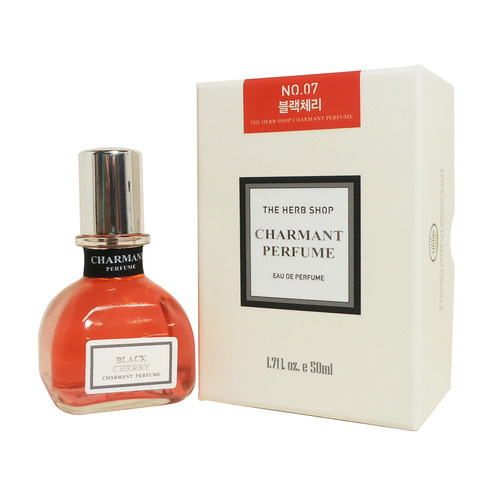 NO.07
블랙체리
THE HERB SHOP CHARMANT PERFUME
THE HERB SHOP
CHARMANT
PERFUME
EAU DE PERFUME
1.7fl. oz. e 50ml
CHARMAN
PERFUME
BLACK
CHERRY
CHARMANT PERFUME